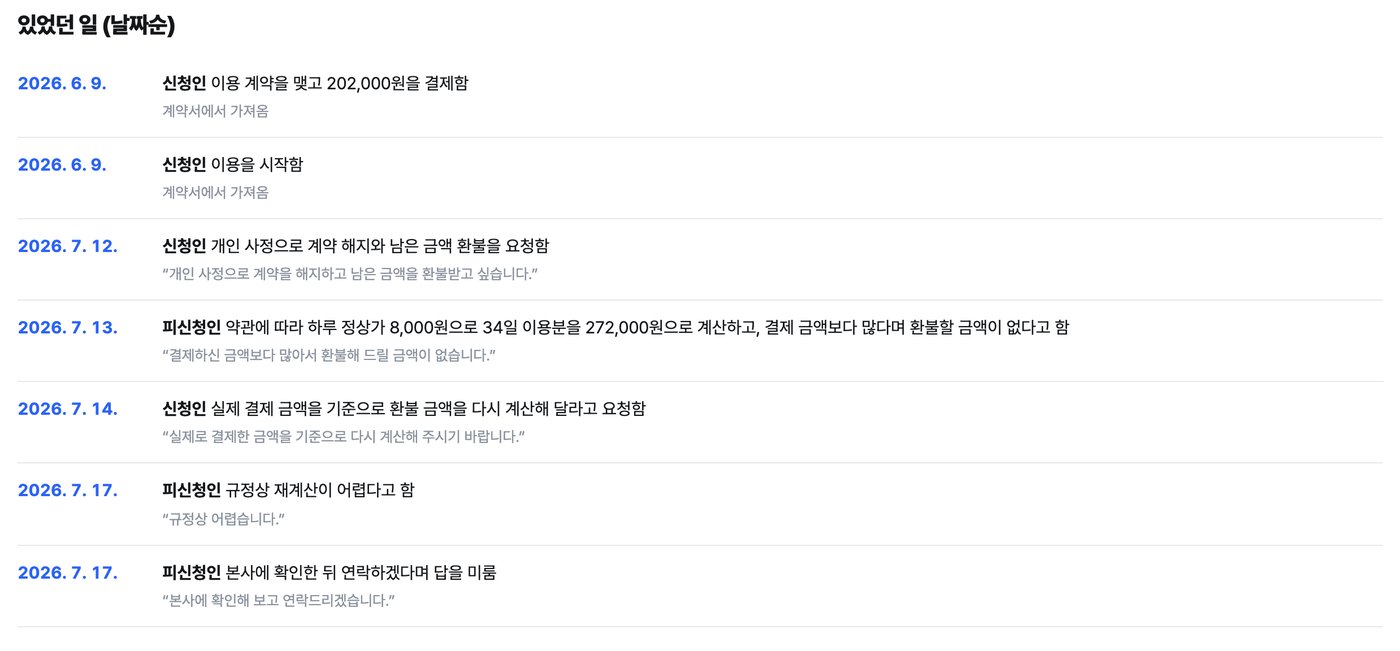 있었던 일 (날짜순)
2026. 6. 9. 신청인 이용 계약을 맺고 202,000원을 결제함
계약서에서 가져옴
2026. 6. 9. 신청인 이용을 시작함
계약서에서 가져옴
2026. 7. 12. 신청인 개인 사정으로 계약 해지와 남은 금액 환불을 요청함
“개인 사정으로 계약을 해지하고 남은 금액을 환불받고 싶습니다.”
2026. 7. 13. 피신청인 약관에 따라 하루 정상가 8,000원으로 34일 이용분을 272,000원으로 계산하고, 결제 금액보다 많다며 환불할 금액이 없다고 함
“결제하신 금액보다 많아서 환불해 드릴 금액이 없습니다.”
2026. 7. 14. 신청인 실제 결제 금액을 기준으로 환불 금액을 다시 계산해 달라고 요청함
“실제로 결제한 금액을 기준으로 다시 계산해 주시기 바랍니다.”
2026. 7. 17. 피신청인 규정상 재계산이 어렵다고 함
“규정상 어렵습니다.”
2026. 7. 17. 피신청인 본사에 확인한 뒤 연락하겠다며 답을 미룸
“본사에 확인해 보고 연락드리겠습니다.”